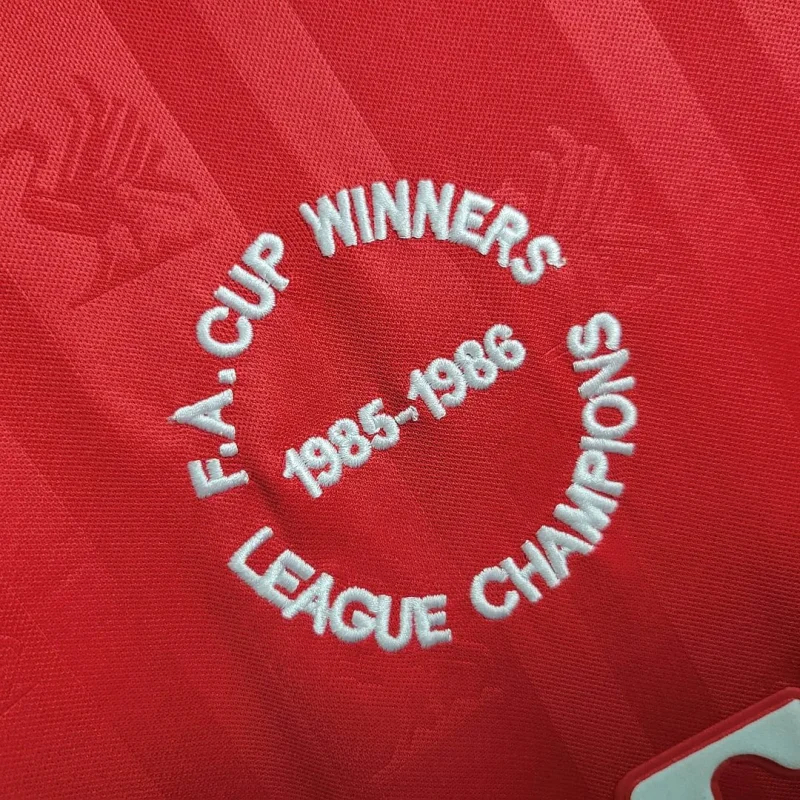 F.A. CUP WINNERS
1985-1986
LEAGUE CHAMPIONS